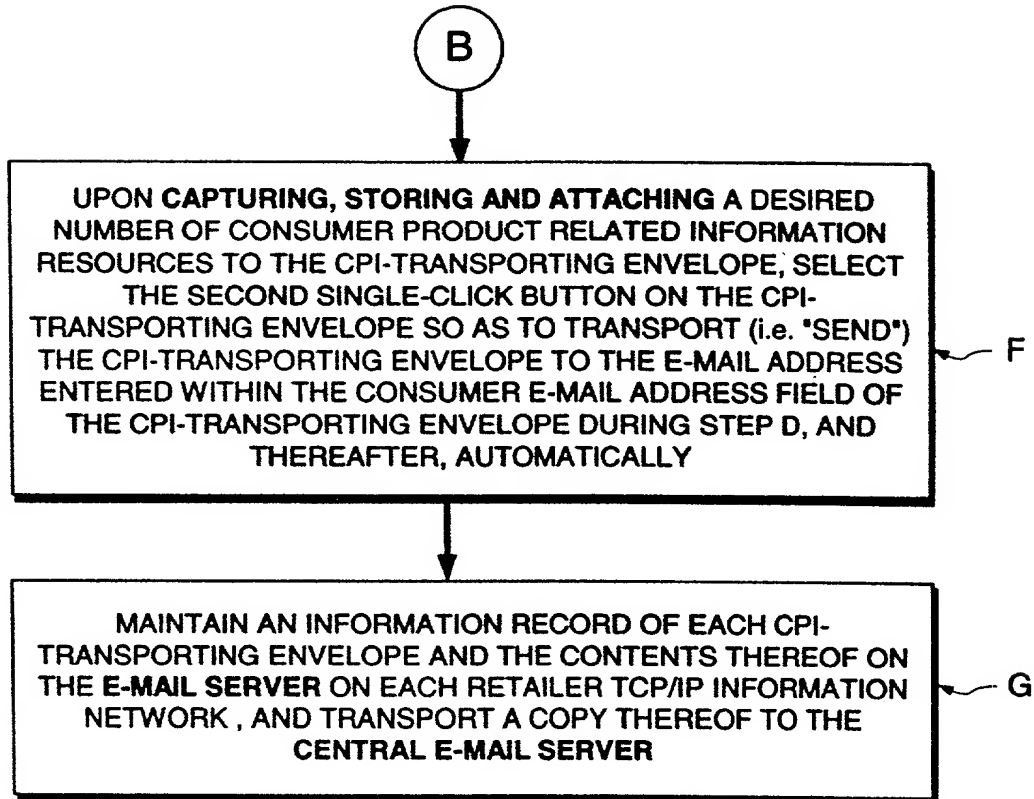 B
UPON CAPTURING, STORING AND ATTACHING A DESIRED
NUMBER OF CONSUMER PRODUCT RELATED INFORMATION
RESOURCES TO THE CPI-TRANSPORTING ENVELOPE, SELECT
THE SECOND SINGLE-CLICK BUTTON ON THE CPI-
TRANSPORTING ENVELOPE SO AS TO TRANSPORT (i.e. "SEND")
THE CPI-TRANSPORTING ENVELOPE TO THE E-MAIL ADDRESS
ENTERED WITHIN THE CONSUMER E-MAIL ADDRESS FIELD OF
THE CPI-TRANSPORTING ENVELOPE DURING STEP D, AND
THEREAFTER, AUTOMATICALLY
F
MAINTAIN AN INFORMATION RECORD OF EACH CPI-
TRANSPORTING ENVELOPE AND THE CONTENTS THEREOF ON
THE E-MAIL SERVER ON EACH RETAILER TCP/IP INFORMATION
NETWORK , AND TRANSPORT A COPY THEREOF TO THE
CENTRAL E-MAIL SERVER
G